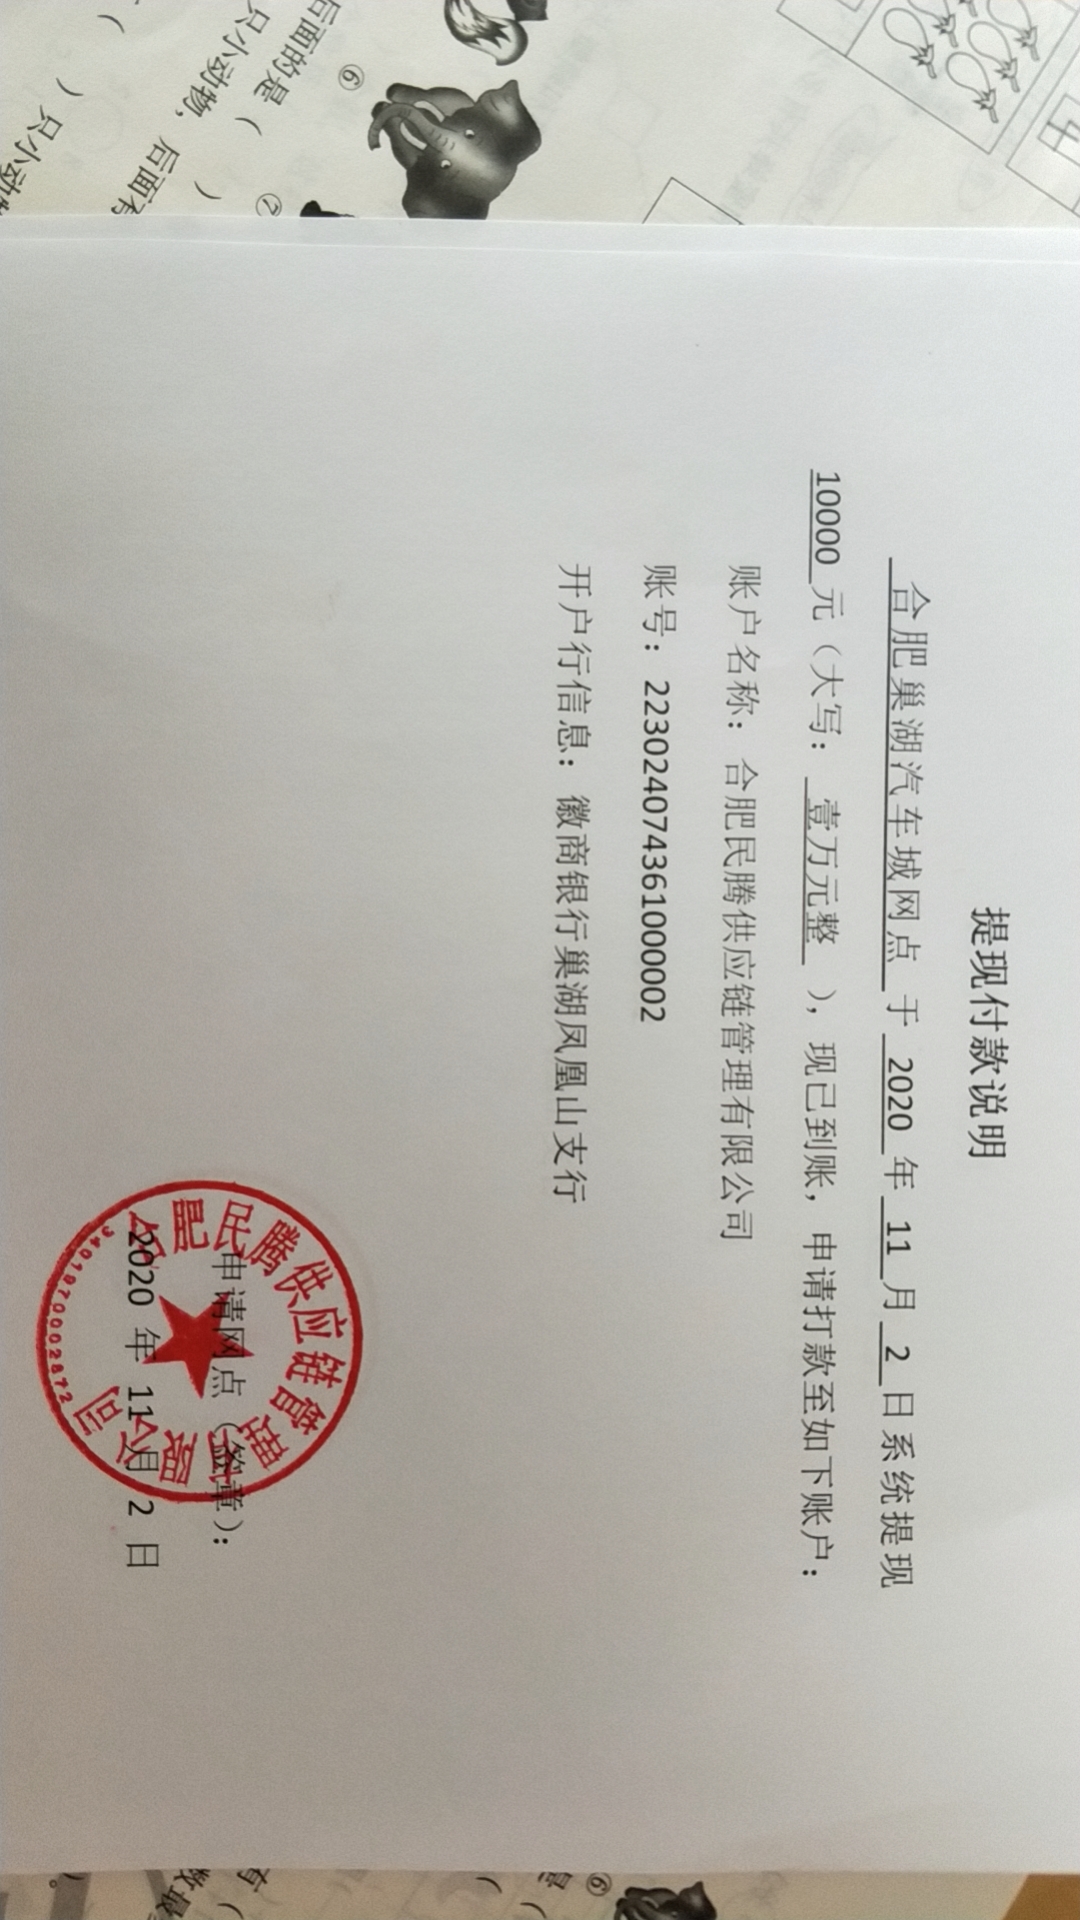 提现付款说明
合肥巢湖汽车城网点 于 2020 年 11 月 2 日系统提现
10000 元（大写： 壹万元整 ），现已到账，申请打款至如下账户：
账户名称：合肥民腾供应链管理有限公司
账号：223024074361000002
开户行信息：徽商银行巢湖凤凰山支行
申请网点（签章）：
2020 年 11 月 2 日
合肥民腾供应链管理有限公司
后面的是（
只小动物，后面有
（ ）只小动物
⑥
⑦
4
⑥